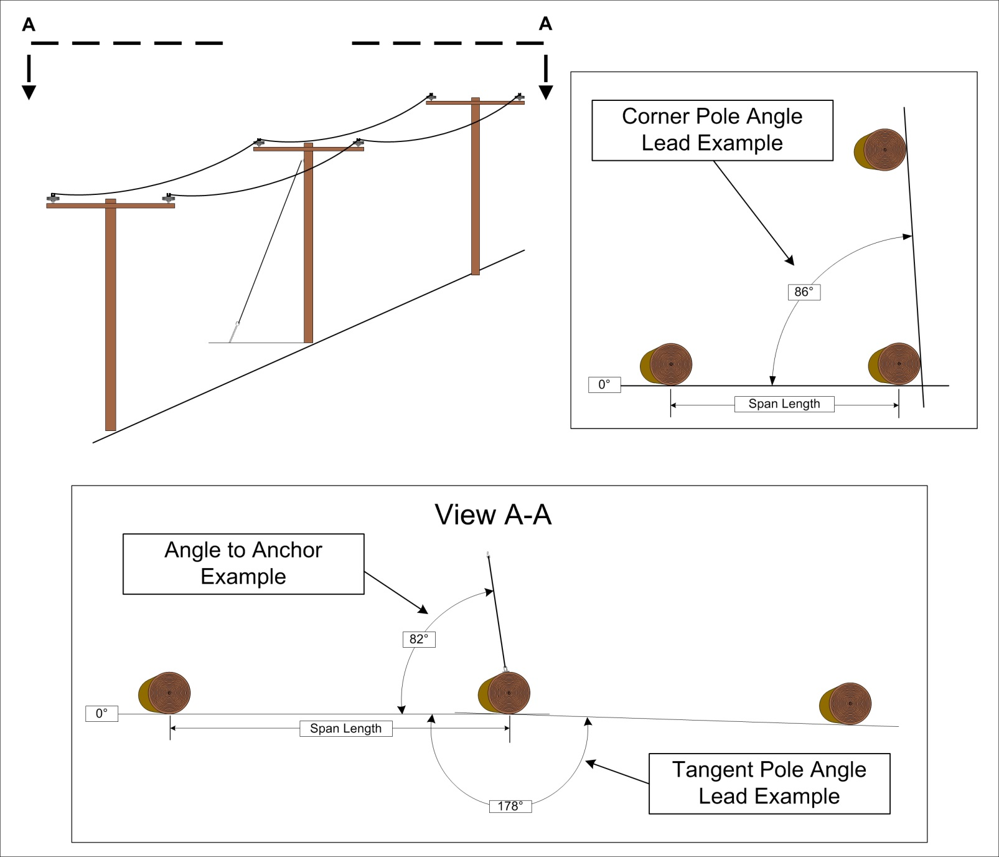 A
A
Corner Pole Angle
Lead Example
86°
0°
Span Length
View A-A
Angle to Anchor
Example
82°
0°
Span Length
Tangent Pole Angle
Lead Example
178°